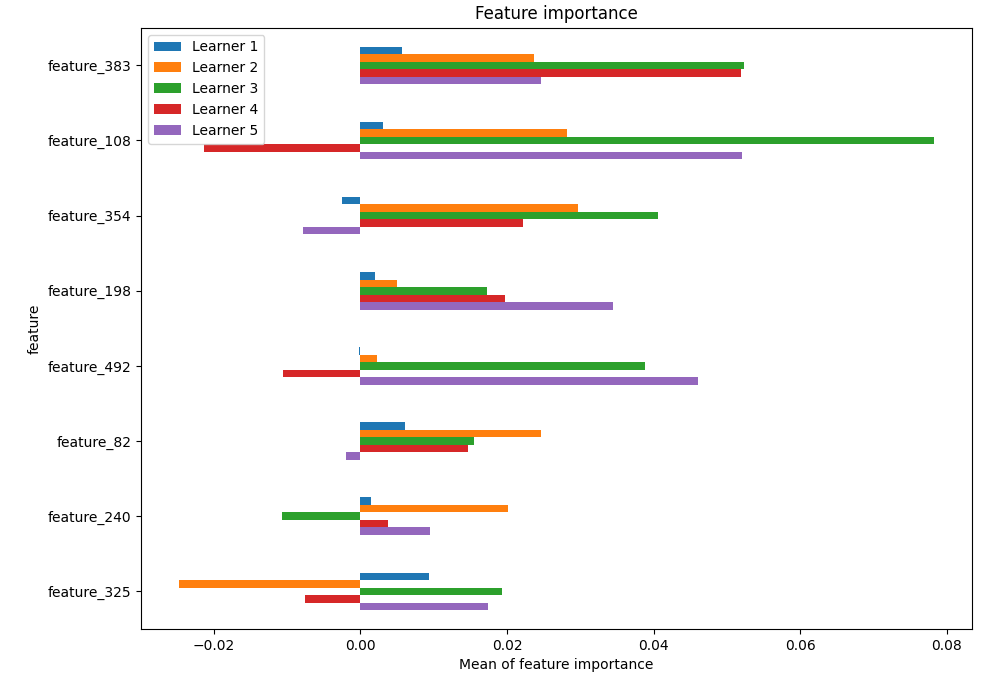 Feature importance
Learner 1
Learner 2
Learner 3
Learner 4
Learner 5
feature_383
feature_108
feature_354
feature_198
feature_492
feature_82
feature_240
feature_325
feature
−0.02 0.00 0.02 0.04 0.06 0.08
Mean of feature importance